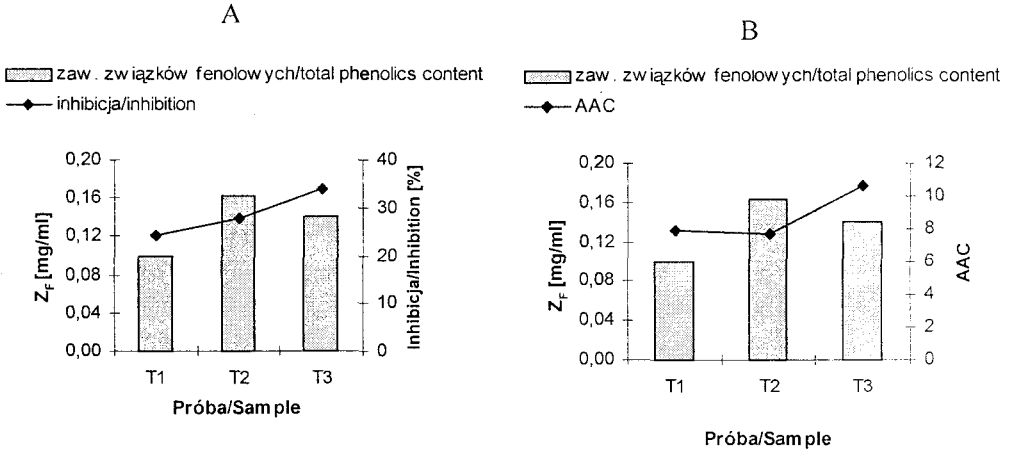 A
zaw. związków fenolowych/total phenolics content
inhibicja/inhibition
0,20
0,16
0,12
0,08
0,04
0,00
Z_F [mg/ml]
40
30
20
10
0
Inhibicja/Inhibition [%]
T1 T2 T3
Próba/Sample
B
zaw. związków fenolowych/total phenolics content
AAC
0,20
0,16
0,12
0,08
0,04
0,00
Z_F [mg/ml]
12
10
8
6
4
2
0
AAC
T1 T2 T3
Próba/Sample